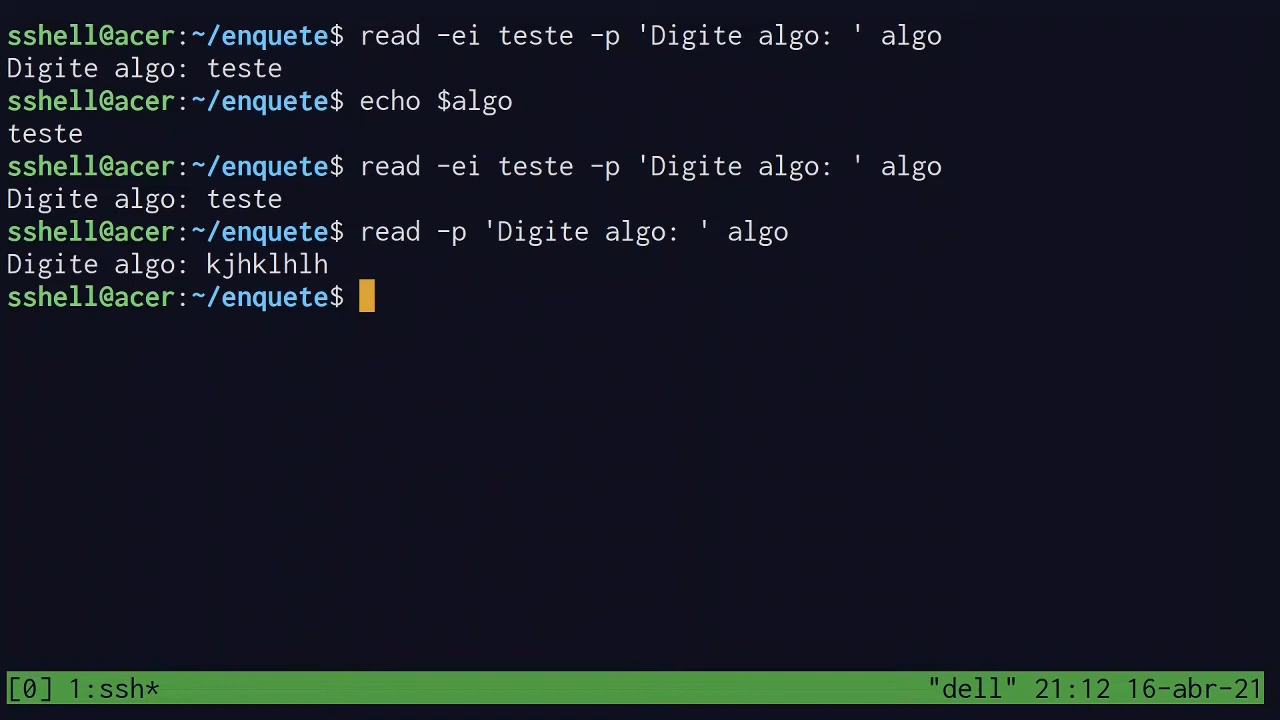 sshell@acer:~/enquete$ read -ei teste -p 'Digite algo: ' algo
Digite algo: teste
sshell@acer:~/enquete$ echo $algo
teste
sshell@acer:~/enquete$ read -ei teste -p 'Digite algo: ' algo
Digite algo: teste
sshell@acer:~/enquete$ read -p 'Digite algo: ' algo
Digite algo: kjhklhlh
sshell@acer:~/enquete$
[0] 1:ssh* "dell" 21:12 16-abr-21